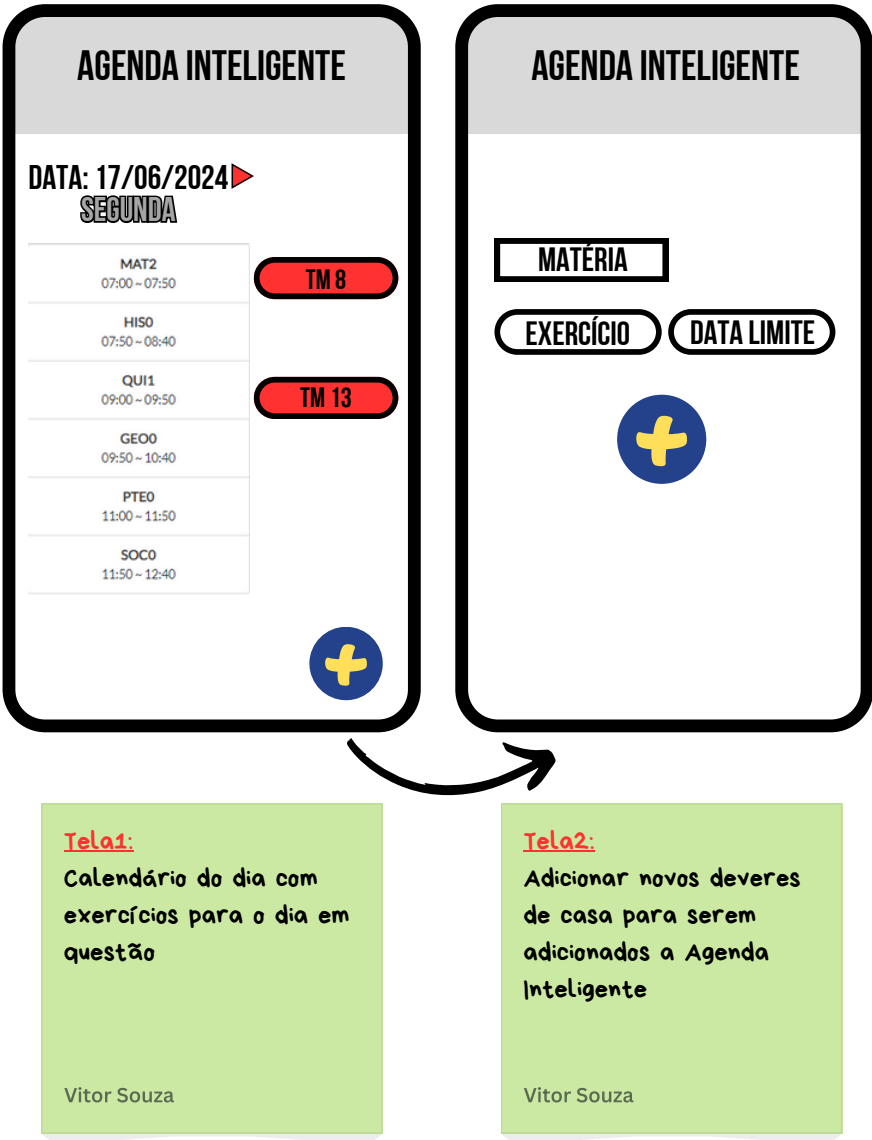 AGENDA INTELIGENTE
DATA: 17/06/2024
SEGUNDA
MAT2
07:00 ~ 07:50
TM 8
HIS0
07:50 ~ 08:40
QUI1
09:00 ~ 09:50
TM 13
GEO0
09:50 ~ 10:40
PTE0
11:00 ~ 11:50
SOC0
11:50 ~ 12:40
AGENDA INTELIGENTE
MATÉRIA
EXERCÍCIO
DATA LIMITE
Tela1:
Calendário do dia com
exercícios para o dia em
questão
Vitor Souza
Tela2:
Adicionar novos deveres
de casa para serem
adicionados a Agenda
Inteligente
Vitor Souza